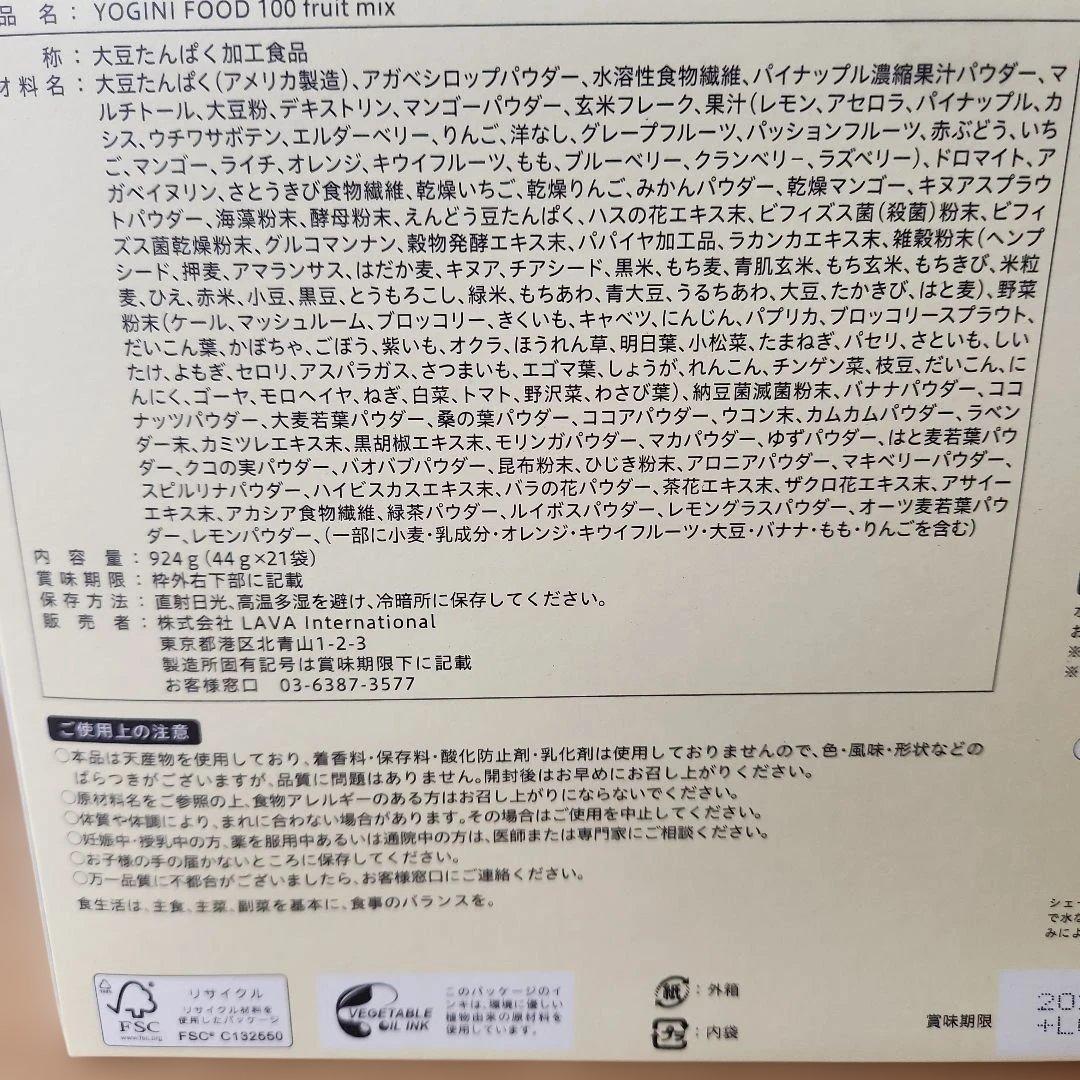 品 名 : YOGINI FOOD 100 fruit mix
称 : 大豆たんぱく加工食品
材 料 名 : 大豆たんぱく(アメリカ製造)、アガベシロップパウダー、水溶性食物繊維、パイナップル濃縮果汁パウダー、マ
ルチトール、大豆粉、デキストリン、マンゴーパウダー、玄米フレーク、果汁(レモン、アセロラ、パイナップル、カ
シス、ウチワサボテン、エルダーベリー、りんご、洋なし、グレープフルーツ、パッションフルーツ、赤ぶどう、いち
ご、マンゴー、ライチ、オレンジ、キウイフルーツ、もも、ブルーベリー、クランベリー、ラズベリー)、ドロマイト、ア
ガベイヌリン、さとうきび食物繊維、乾燥いちご、乾燥りんご、みかんパウダー、乾燥マンゴー、キヌアスプラウ
トパウダー、海藻粉末、酵母粉末、えんどう豆たんぱく、ハスの花エキス末、ビフィズス菌(殺菌)粉末、ビフィ
ズス菌乾燥粉末、グルコマンナン、穀物発酵エキス末、パパイヤ加工品、ラカンカエキス末、雑穀粉末(ヘンプ
シード、押麦、アマランサス、はだか麦、キヌア、チアシード、黒米、もち麦、青肌玄米、もち玄米、もちきび、米粒
麦、ひえ、赤米、小豆、黒豆、とうもろこし、緑米、もちあわ、青大豆、うるちあわ、大豆、たかきび、はと麦)、野菜
粉末(ケール、マッシュルーム、ブロッコリー、きくいも、キャベツ、にんじん、パプリカ、ブロッコリースプラウト、
だいこん葉、かぼちゃ、ごぼう、紫いも、オクラ、ほうれん草、明日葉、小松菜、たまねぎ、パセリ、さといも、しい
たけ、よもぎ、セロリ、アスパラガス、さつまいも、エゴマ葉、しょうが、れんこん、チンゲン菜、枝豆、だいこん、に
んにく、ゴーヤ、モロヘイヤ、ねぎ、白菜、トマト、野沢菜、わさび葉)、納豆菌滅菌粉末、バナナパウダー、ココ
ナッツパウダー、大麦若葉パウダー、桑の葉パウダー、ココアパウダー、ウコン末、カムカムパウダー、ラベン
ダー末、カミツレエキス末、黒胡椒エキス末、モリンガパウダー、マカパウダー、ゆずパウダー、はと麦若葉パウ
ダー、クコの実パウダー、バオバブパウダー、昆布粉末、ひじき粉末、アロニアパウダー、マキベリーパウダー、
スピルリナパウダー、ハイビスカスエキス末、バラの花パウダー、茶花エキス末、ザクロ花エキス末、アサイー
エキス末、アカシア食物繊維、緑茶パウダー、ルイボスパウダー、レモングラスパウダー、オーツ麦若葉パウ
ダー、レモンパウダー、(一部に小麦・乳成分・オレンジ・キウイフルーツ・大豆・バナナ・もも・りんごを含む)
内 容 量 : 924g(44g×21袋)
賞味期限 : 枠外右下部に記載
保存方法 : 直射日光、高温多湿を避け、冷暗所に保存してください。
販 売 者 : 株式会社 LAVA International
東京都港区北青山1-2-3
製造所固有記号は賞味期限下に記載
お客様窓口 03-6387-3577
ご使用上の注意
○本品は天産物を使用しており、着香料・保存料・酸化防止剤・乳化剤は使用しておりませんので、色・風味・形状などの
ばらつきがございますが、品質に問題はありません。開封後はお早めにお召し上がりください。
○原材料名をご参照の上、食物アレルギーのある方はお召し上がりにならないでください。
○体質や体調により、まれに合わない場合があります。その場合はご使用を中止してください。
○妊娠中・授乳中の方、薬を服用中あるいは通院中の方は、医師または専門家にご相談ください。
○お子様の手の届かないところに保存してください。
○万一品質に不都合がございましたら、お客様窓口にご連絡ください。
食生活は、主食、主菜、副菜を基本に、食事のバランスを。
FSC
www.fsc.org
リサイクル
リサイクル材料を
使用したパッケージ
FSC® C132650
VEGETABLE
OIL INK
このパッケージのイ
ンキは、環境に優しい
植物由来の原材料を
使用しています。
紙 : 外箱
プラ : 内袋
シェー
で水な
みによ
賞味期限
20
+L